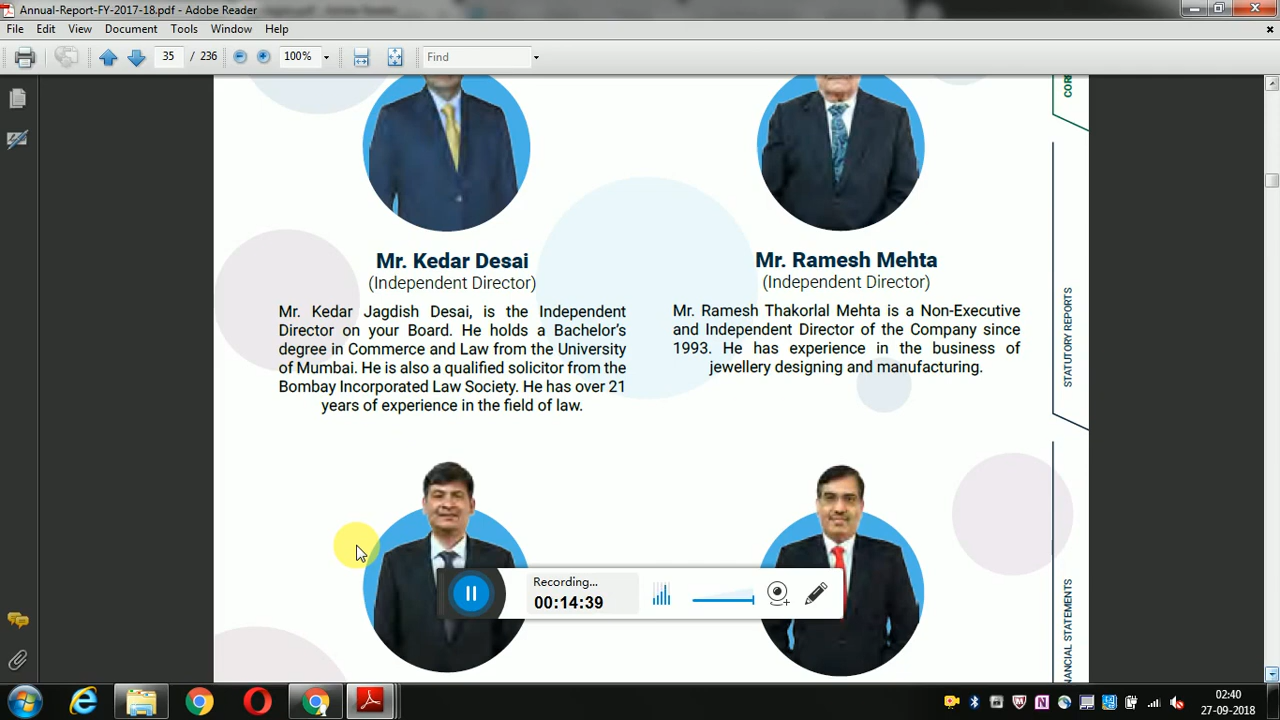 Annual-Report-FY-2017-18.pdf - Adobe Reader
File Edit View Document Tools Window Help
35 / 236 100% Find
Mr. Kedar Desai
(Independent Director)
Mr. Kedar Jagdish Desai, is the Independent
Director on your Board. He holds a Bachelor's
degree in Commerce and Law from the University
of Mumbai. He is also a qualified solicitor from the
Bombay Incorporated Law Society. He has over 21
years of experience in the field of law.
Mr. Ramesh Mehta
(Independent Director)
Mr. Ramesh Thakorlal Mehta is a Non-Executive
and Independent Director of the Company since
1993. He has experience in the business of
jewellery designing and manufacturing.
STATUTORY REPORTS
STATEMENTS
Recording...
00:14:39
02:40
27-09-2018